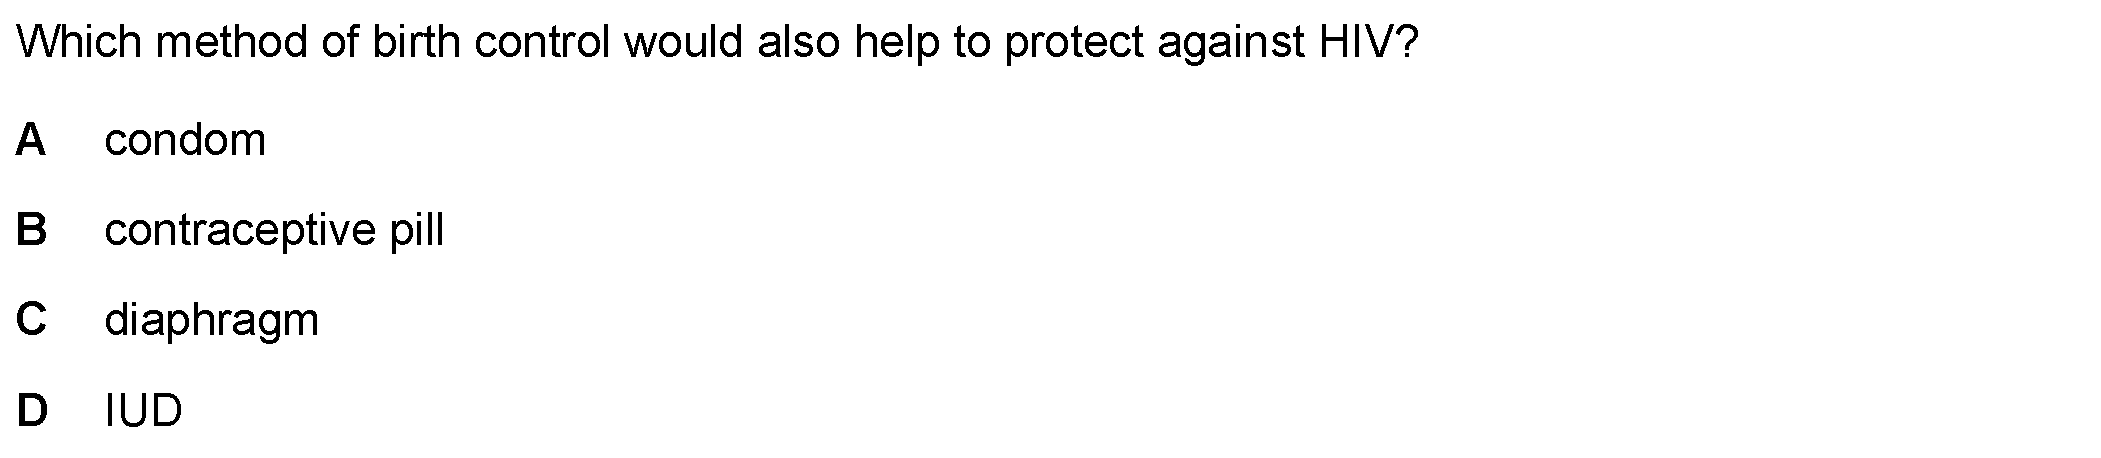 Which method of birth control would also help to protect against HIV?
A condom
B contraceptive pill
C diaphragm
D IUD